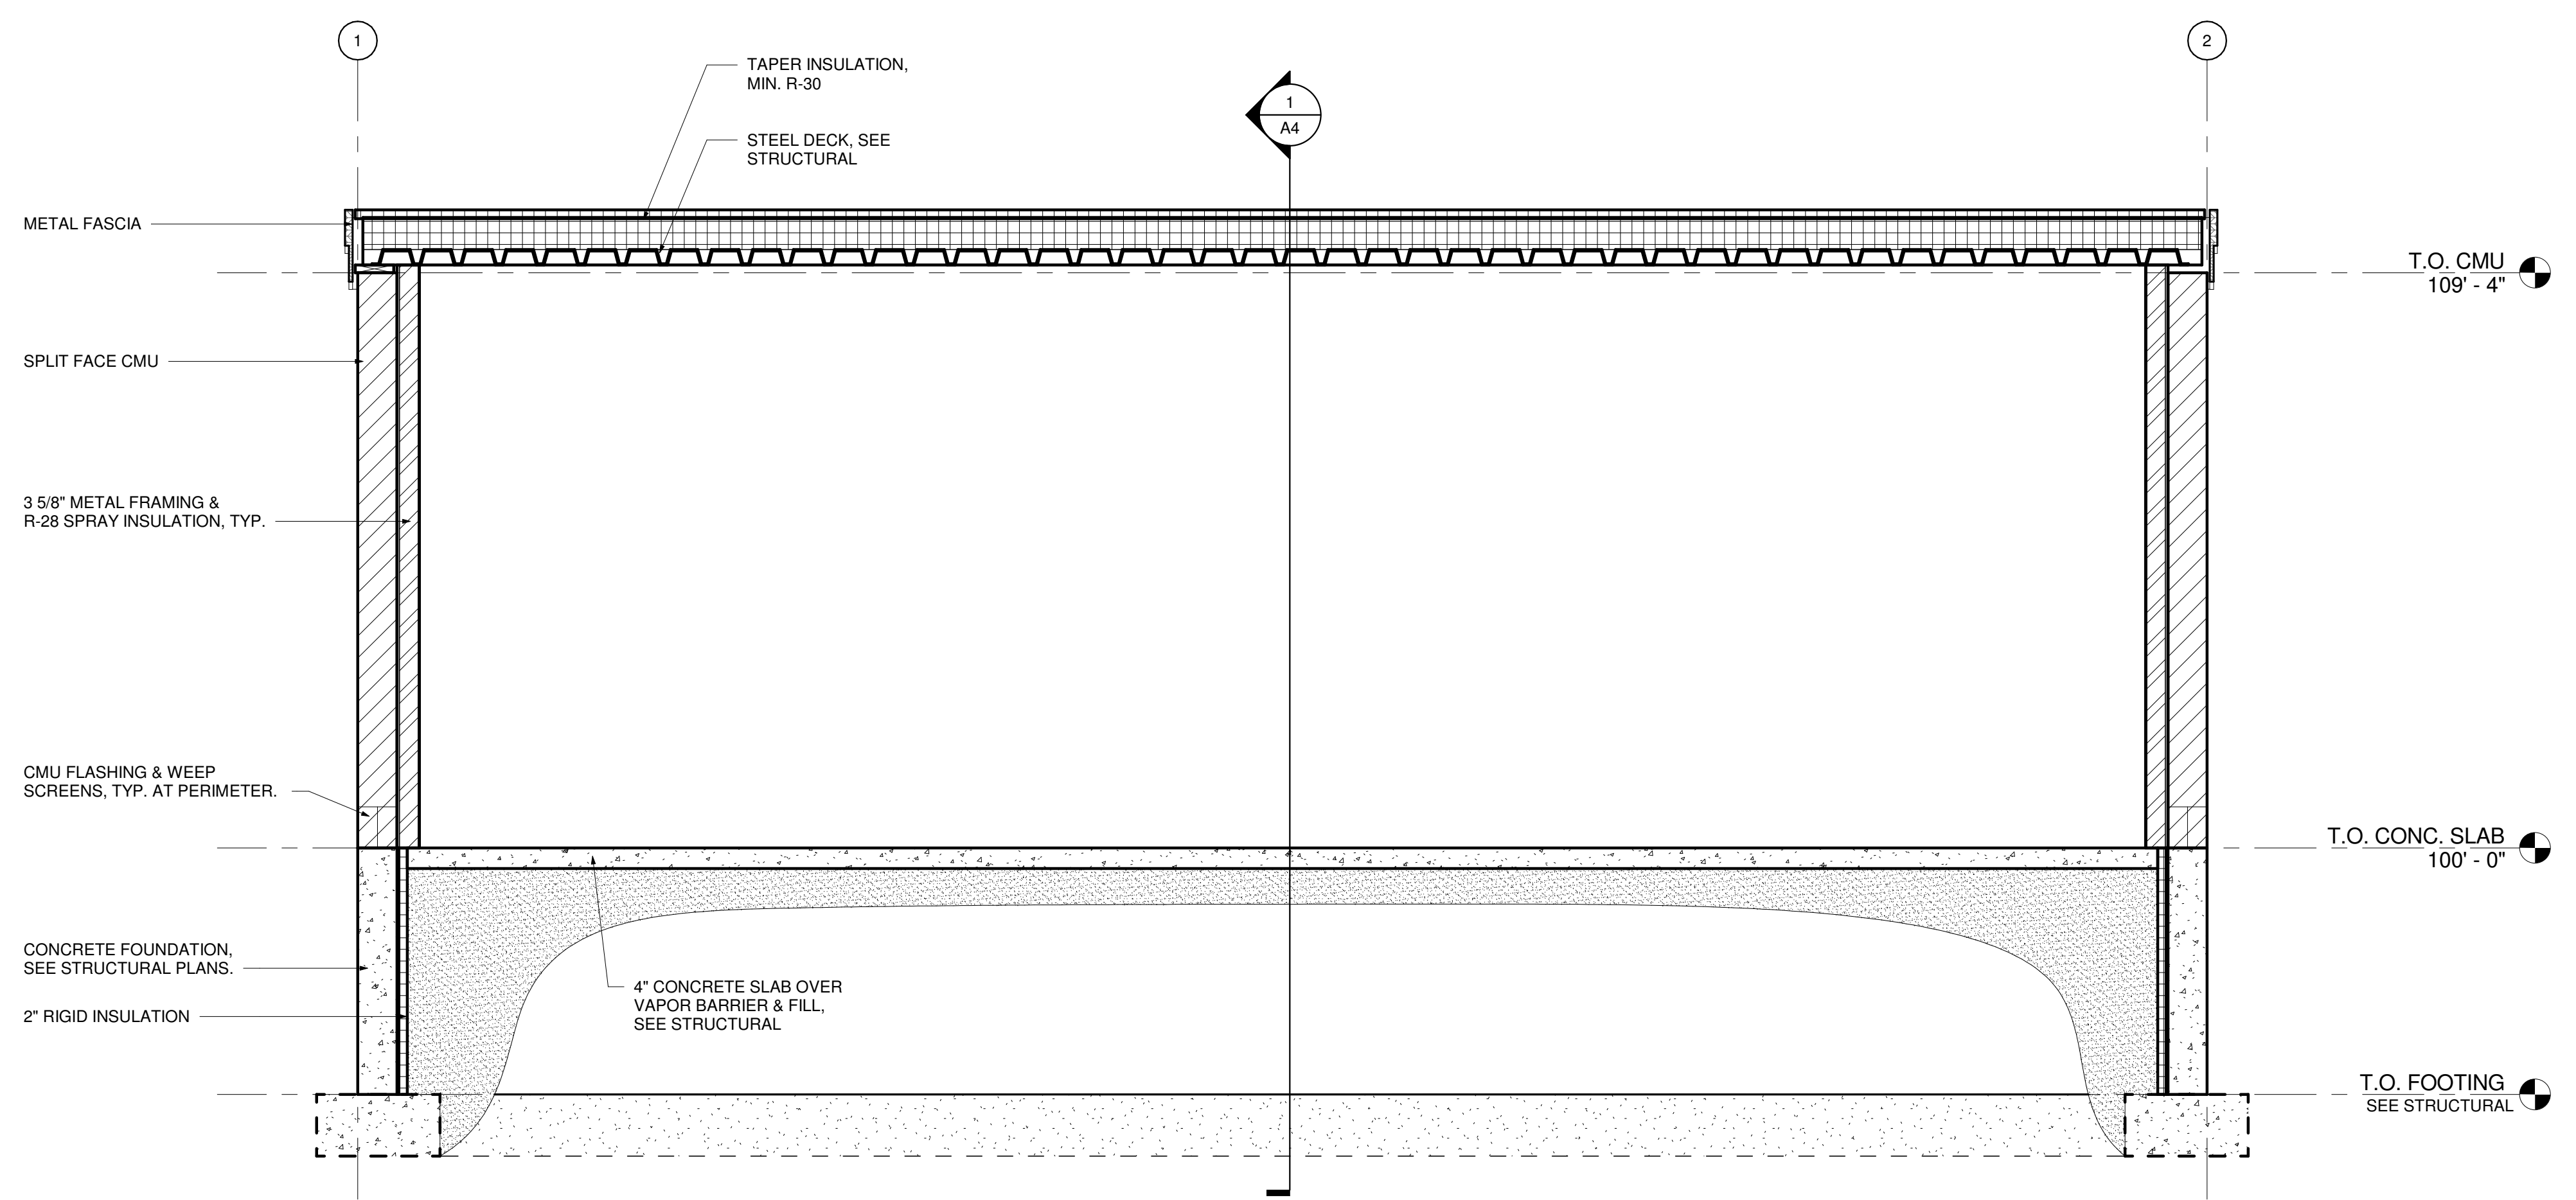 1
2
TAPER INSULATION,
MIN. R-30
1
A4
STEEL DECK, SEE
STRUCTURAL
METAL FASCIA
T.O. CMU
109' - 4"
SPLIT FACE CMU
3 5/8" METAL FRAMING &
R-28 SPRAY INSULATION, TYP.
CMU FLASHING & WEEP
SCREENS, TYP. AT PERIMETER.
T.O. CONC. SLAB
100' - 0"
CONCRETE FOUNDATION,
SEE STRUCTURAL PLANS.
4" CONCRETE SLAB OVER
VAPOR BARRIER & FILL,
SEE STRUCTURAL
2" RIGID INSULATION
T.O. FOOTING
SEE STRUCTURAL